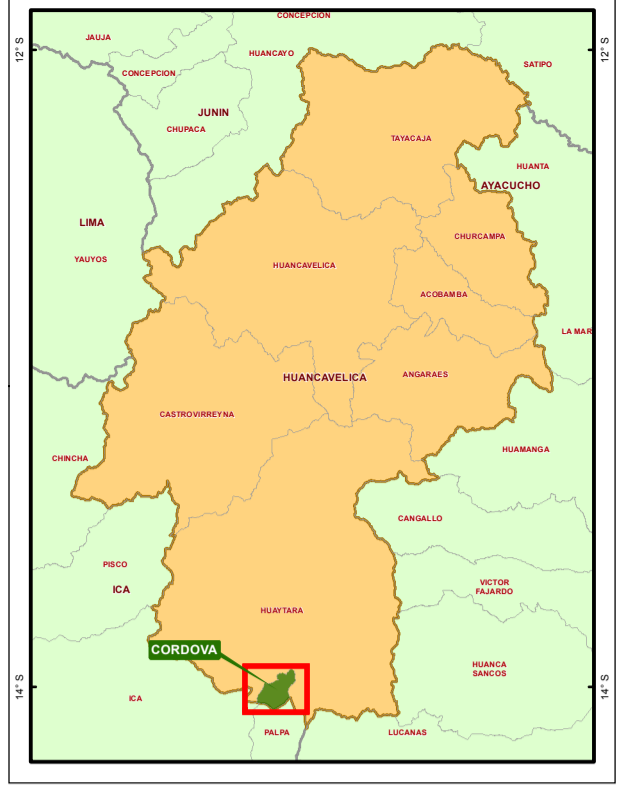 CONCEPCION
JAUJA
HUANCAYO
12° S
12° S
SATIPO
CONCEPCION
JUNIN
CHUPACA
TAYACAJA
HUANTA
AYACUCHO
LIMA
CHURCAMPA
YAUYOS
HUANCAVELICA
ACOBAMBA
LA MAR
HUANCAVELICA
ANGARAES
CASTROVIRREYNA
CHINCHA
HUAMANGA
CANGALLO
PISCO
ICA
VICTOR
FAJARDO
HUAYTARA
CORDOVA
HUANCA
SANCOS
14° S
14° S
ICA
PALPA
LUCANAS